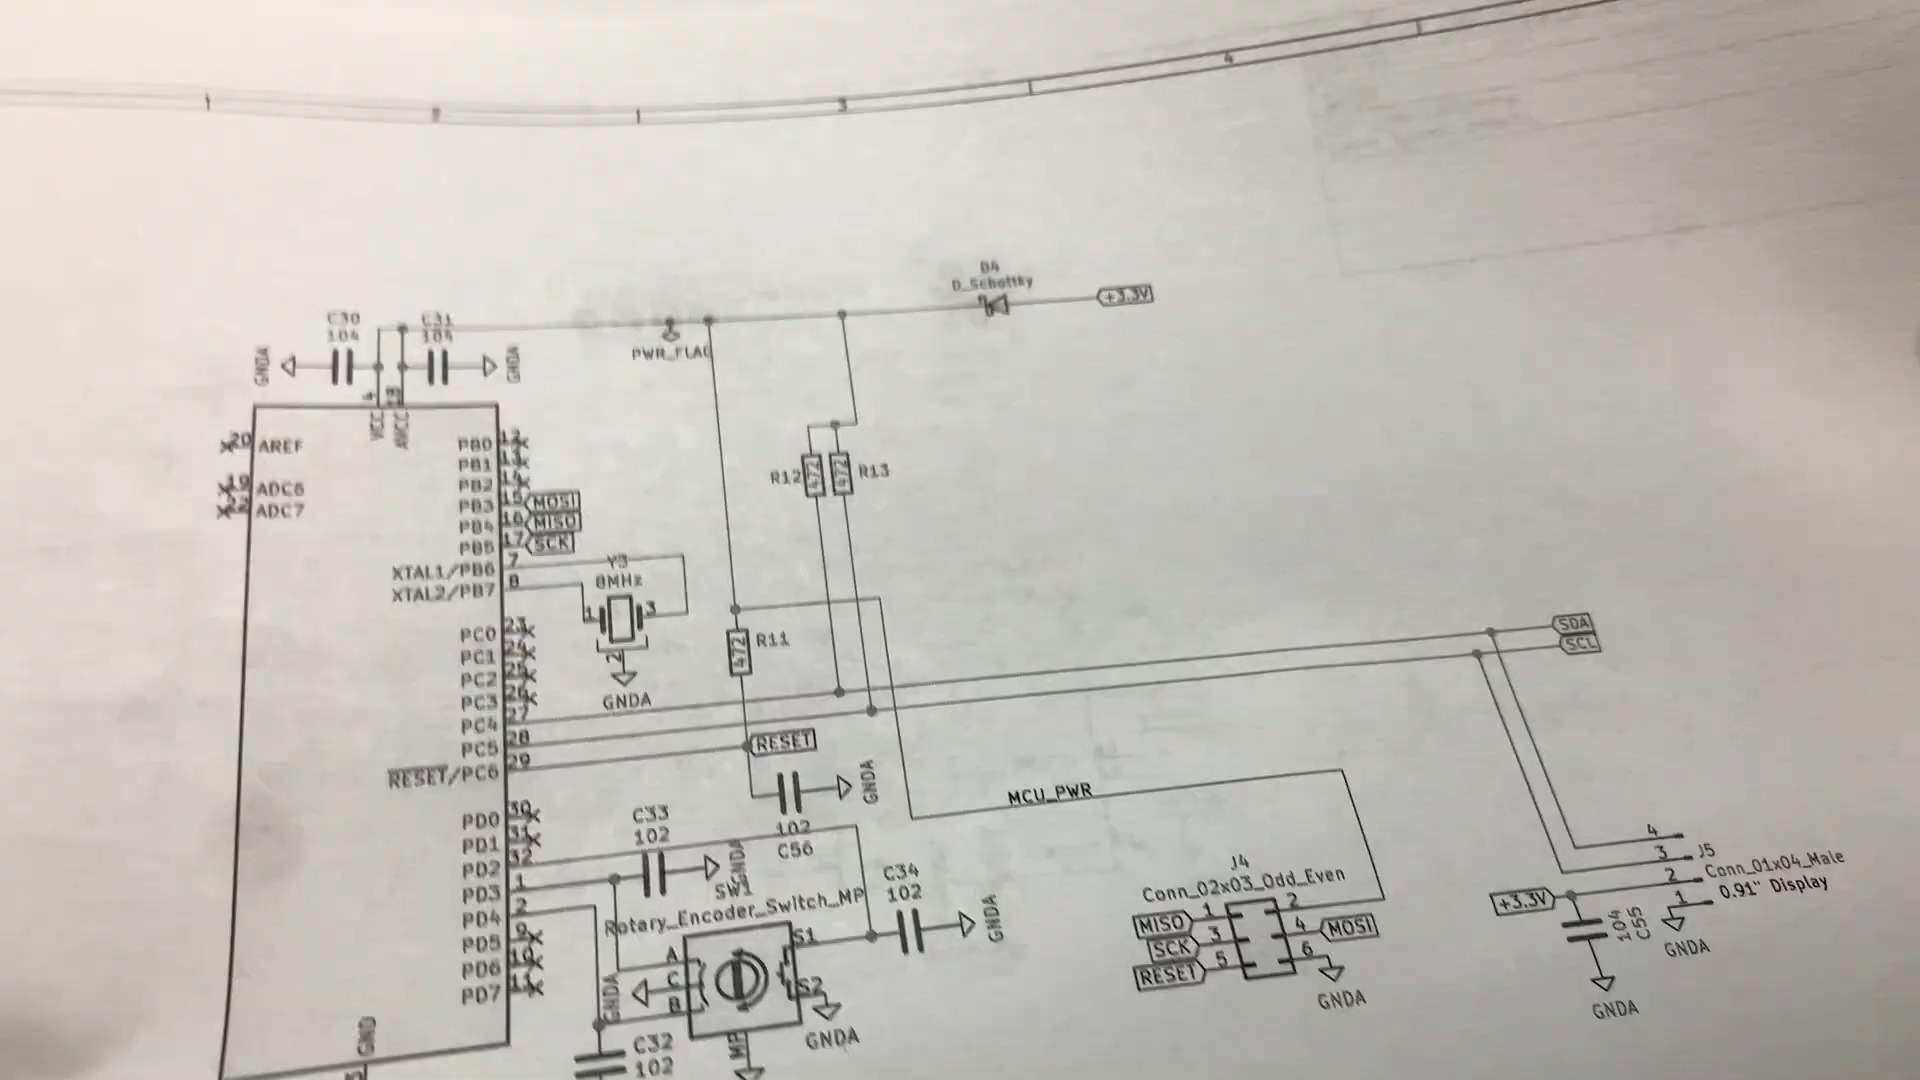 3
4
D4
D_Schottky
+3.3V
C30
104
C31
104
GNDA
GNDA
PWR_FLAG
4
VCC
AVCC
20
AREF
19
ADC6
22
ADC7
PB0
12
PB1
13
PB2
14
PB3
15
MOSI
PB4
16
MISO
PB5
17
SCK
XTAL1/PB6
7
XTAL2/PB7
8
Y3
8MHz
1
3
2
GNDA
R12
472
472
R13
R11
472
PC0
23
PC1
24
PC2
25
PC3
26
PC4
27
PC5
28
RESET/PC6
29
RESET
SDA
SCL
GNDA
102
C56
MCU_PWR
PD0
30
PD1
31
PD2
32
PD3
1
PD4
2
PD5
9
PD6
10
PD7
11
GND
C33
102
GNDA
SW1
Rotary_Encoder_Switch_MP
A
C
B
S1
S2
MP
GNDA
GNDA
C34
102
GNDA
C32
102
J4
Conn_02x03_Odd_Even
MISO
1
2
SCK
3
4
MOSI
RESET
5
6
GNDA
4
3
2
1
J5
Conn_01x04_Male
0.91" Display
+3.3V
104
C55
GNDA
GNDA